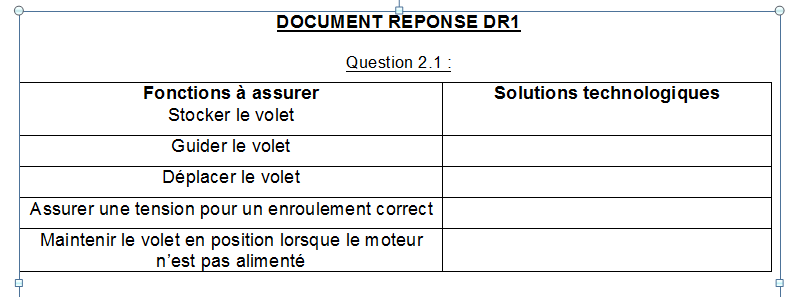 DOCUMENT REPONSE DR1
Question 2.1 :
Fonctions à assurer
Solutions technologiques
Stocker le volet
Guider le volet
Déplacer le volet
Assurer une tension pour un enroulement correct
Maintenir le volet en position lorsque le moteur
n'est pas alimenté